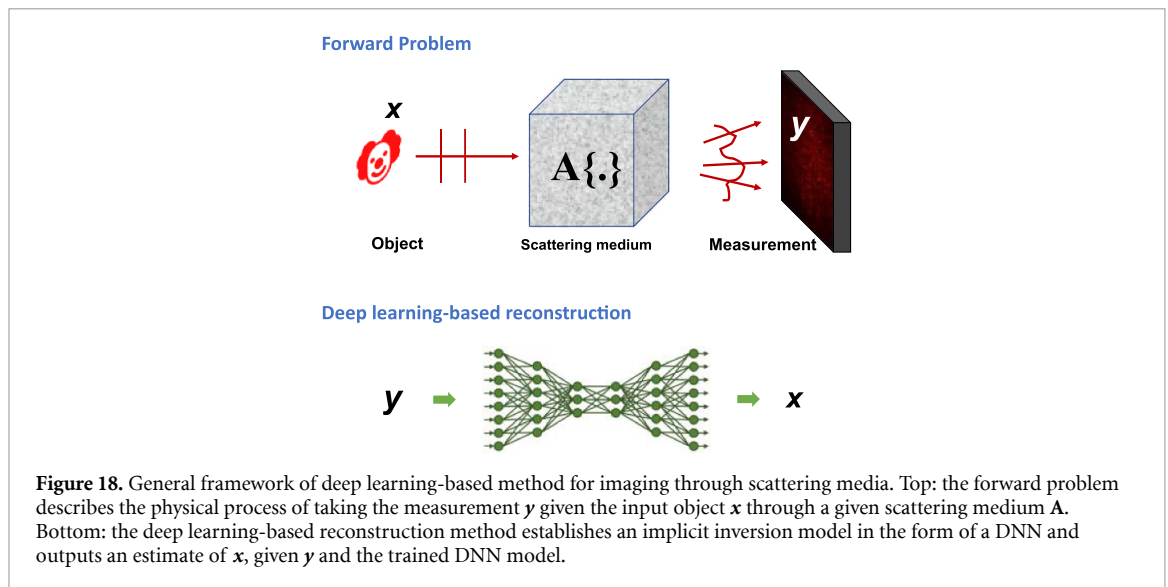 Forward Problem
x
A{.}
y
Object
Scattering medium
Measurement
Deep learning-based reconstruction
y
x
Figure 18. General framework of deep learning-based method for imaging through scattering media. Top: the forward problem
describes the physical process of taking the measurement y given the input object x through a given scattering medium A.
Bottom: the deep learning-based reconstruction method establishes an implicit inversion model in the form of a DNN and
outputs an estimate of x, given y and the trained DNN model.